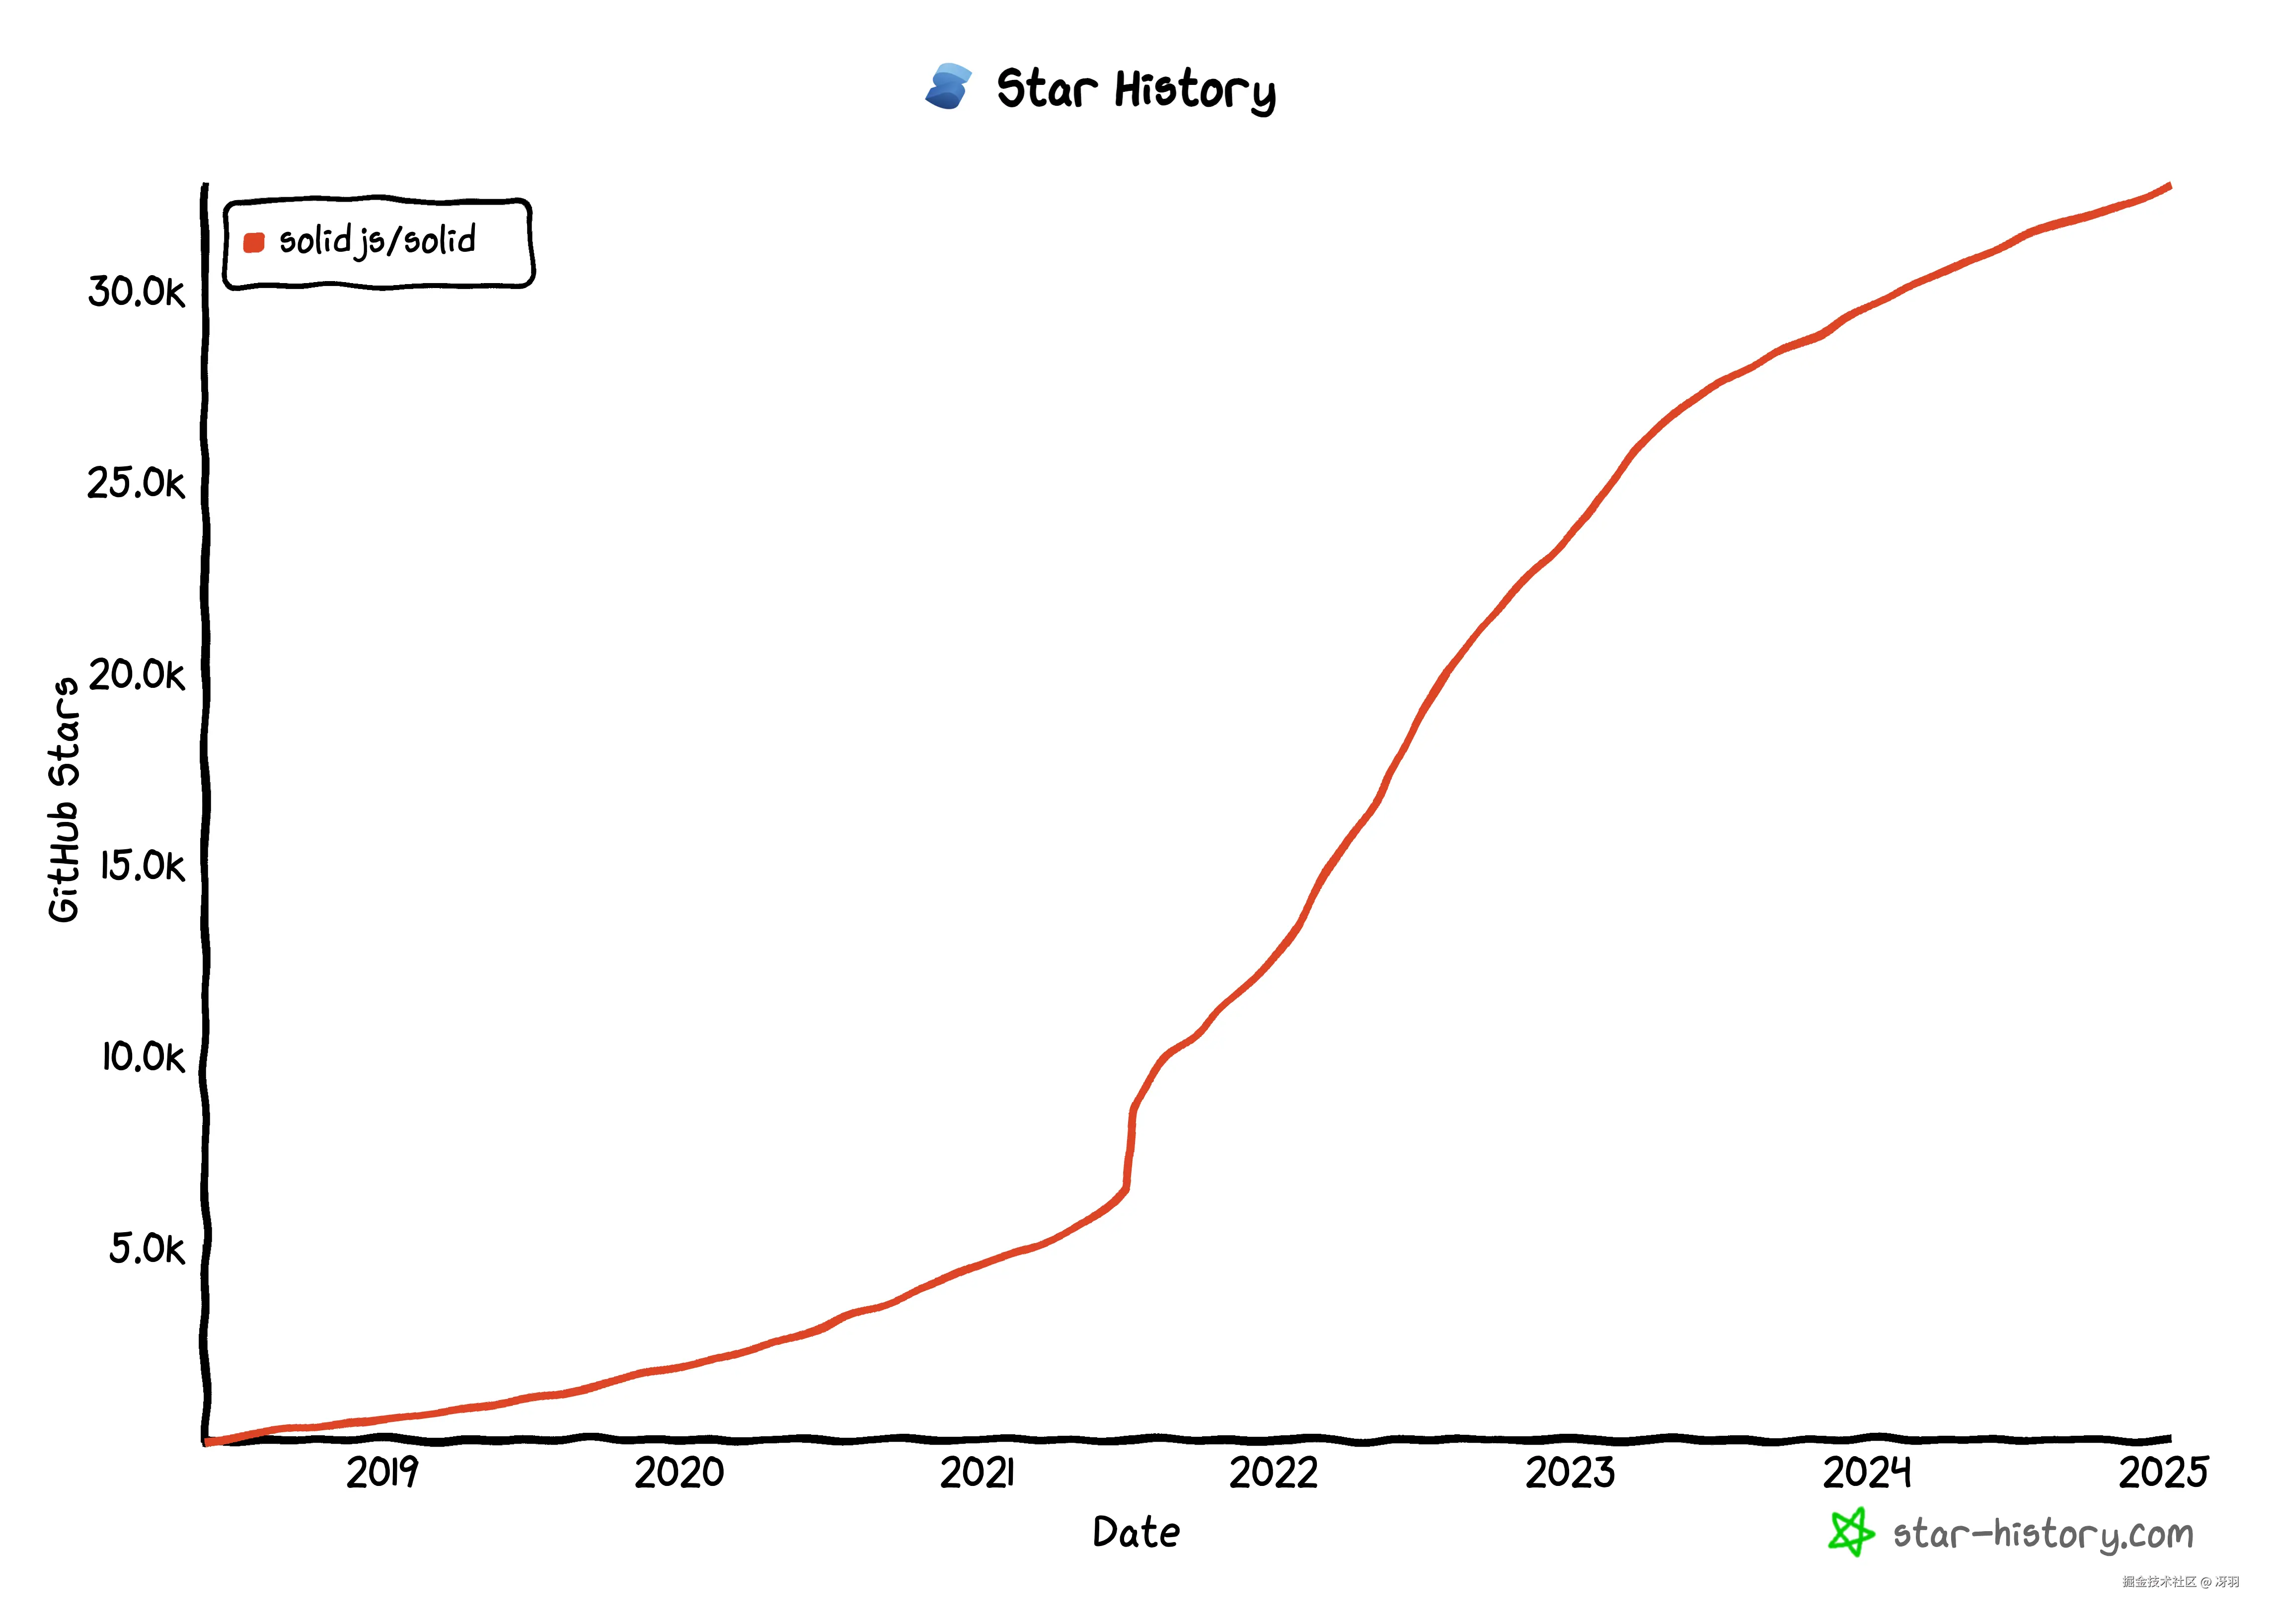 Star History
solidjs/solid
30.0K
25.0K
20.0K
15.0K
10.0K
5.0K
GitHub Stars
2019 2020 2021 2022 2023 2024 2025
Date
star-history.com
掘金技术社区 @ 冴羽